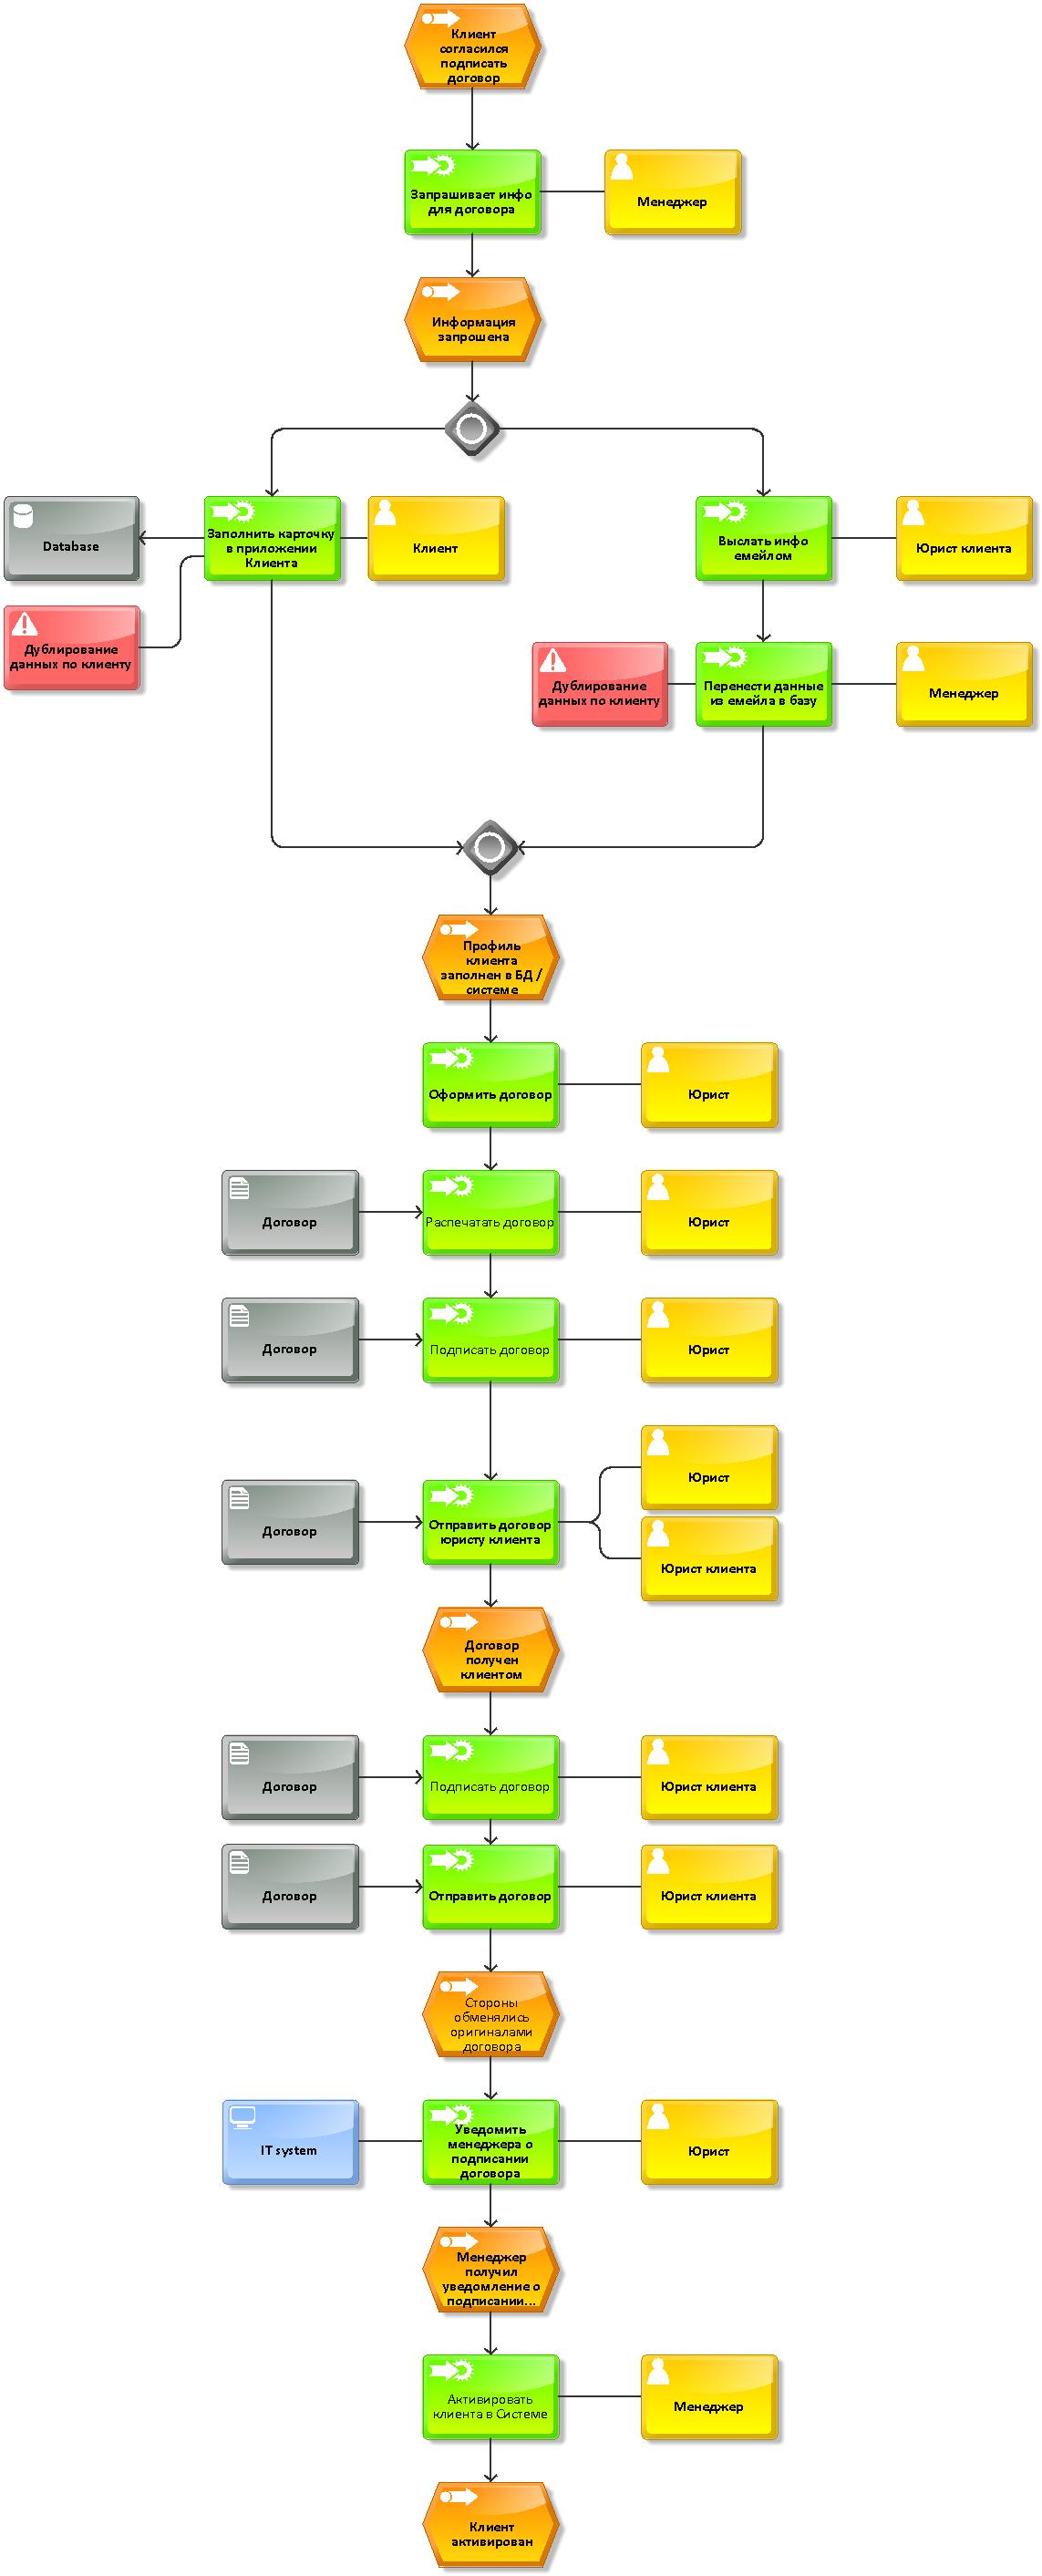 Клиент
согласился
подписать
договор
Запрашивает инфо
для договора
Менеджер
Информация
запрошена
Database
Заполнить карточку
в приложении
Клиента
Клиент
Выслать инфо
емейлом
Юрист клиента
Дублирование
данных по клиенту
Дублирование
данных по клиенту
Перенести данные
из емейла в базу
Менеджер
Профиль
клиента
заполнен в БД /
системе
Оформить договор
Юрист
Договор
Распечатать договор
Юрист
Договор
Подписать договор
Юрист
Юрист
Договор
Отправить договор
юристу клиента
Юрист клиента
Договор
получен
клиентом
Договор
Подписать договор
Юрист клиента
Договор
Отправить договор
Юрист клиента
Стороны
обменялись
оригиналами
договора
IT system
Уведомить
менеджера о
подписании
договора
Юрист
Менеджер
получил
уведомление о
подписании...
Активировать
клиента в Системе
Менеджер
Клиент
активирован